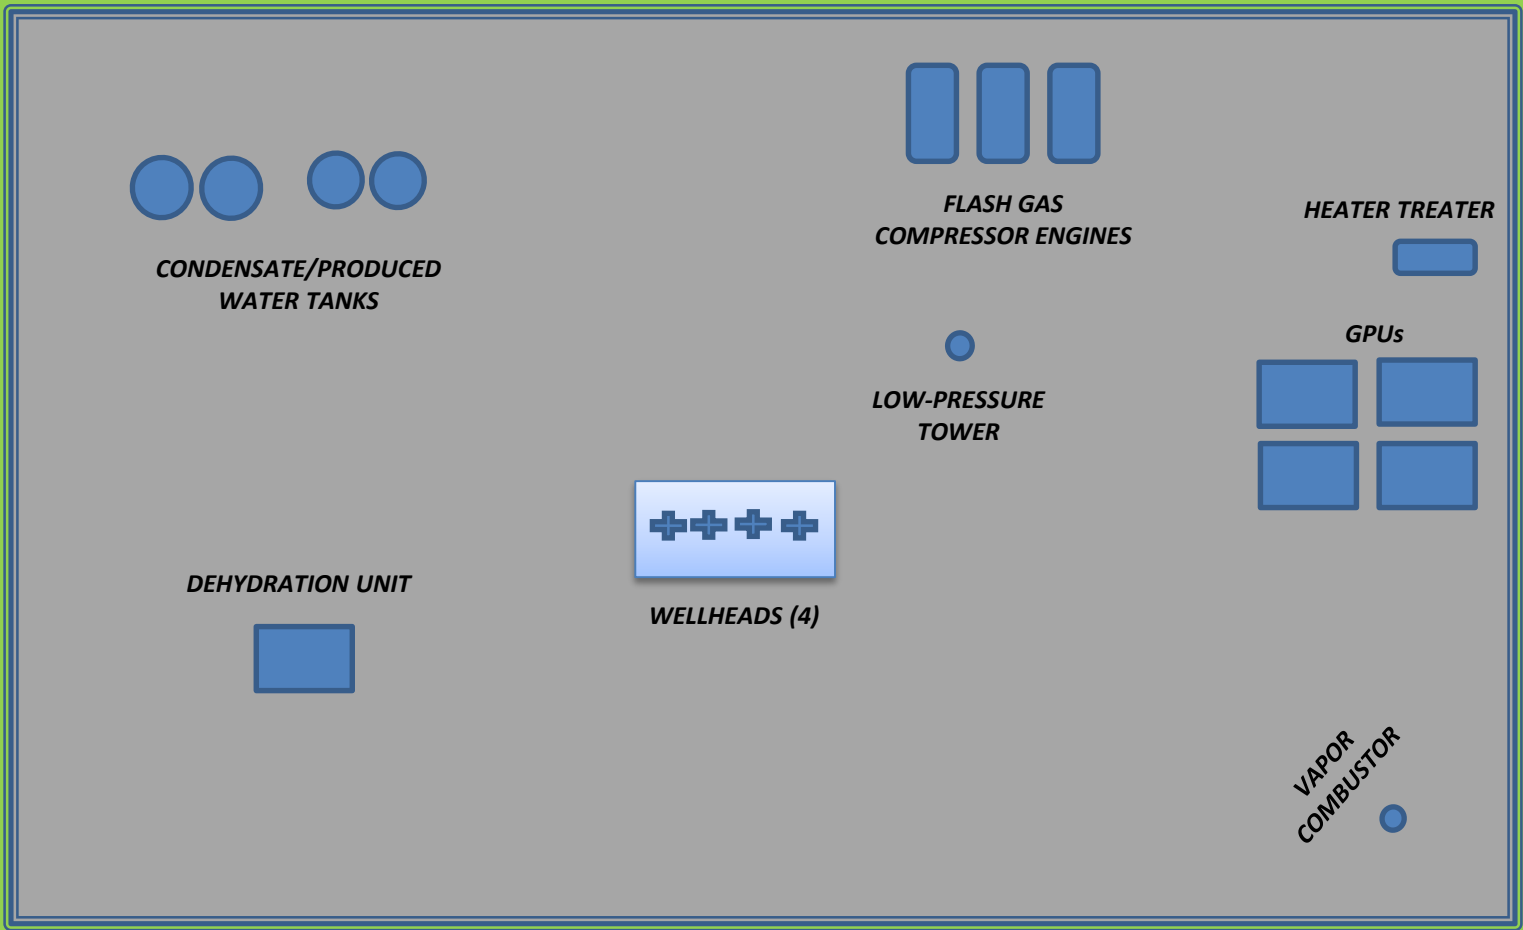 FLASH GAS
COMPRESSOR ENGINES
HEATER TREATER
CONDENSATE/PRODUCED
WATER TANKS
GPUs
LOW-PRESSURE
TOWER
DEHYDRATION UNIT
WELLHEADS (4)
VAPOR
COMBUSTOR